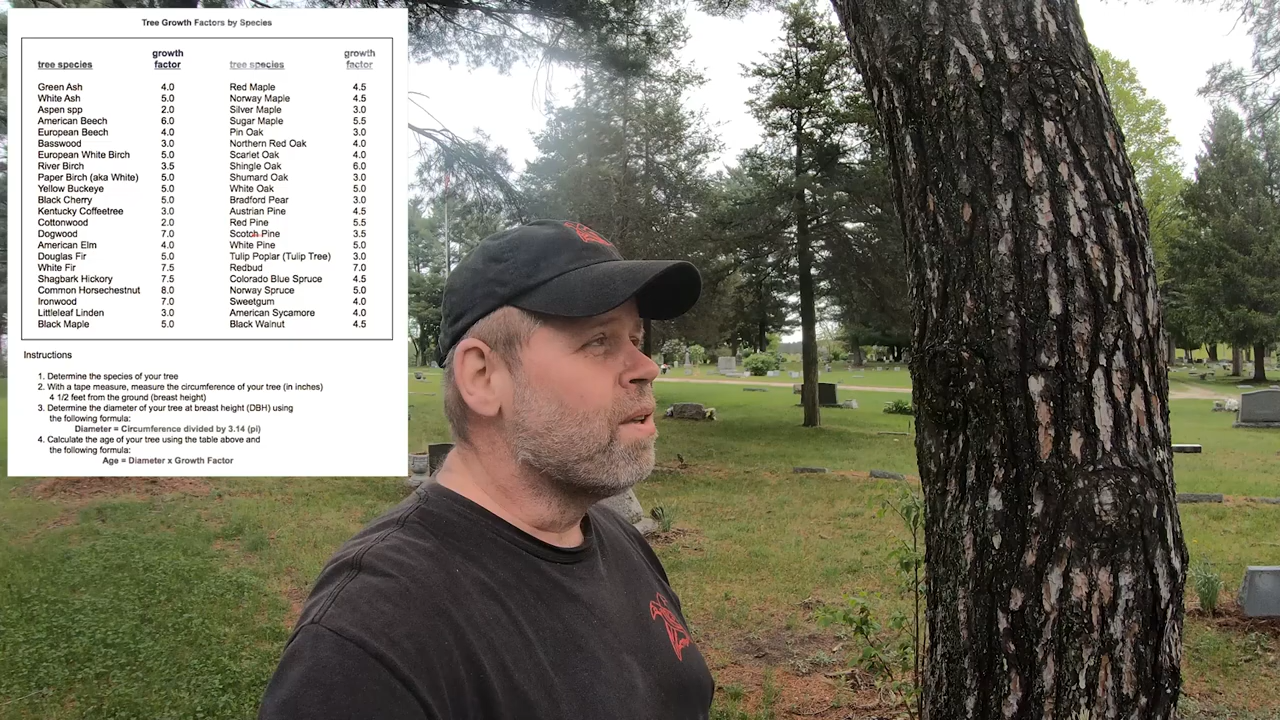 Tree Growth Factors by Species
growth growth
tree species factor tree species factor
Green Ash 4.0 Red Maple 4.5
White Ash 5.0 Norway Maple 4.5
Aspen spp 2.0 Silver Maple 3.0
American Beech 6.0 Sugar Maple 5.5
European Beech 4.0 Pin Oak 3.0
Basswood 3.0 Northern Red Oak 4.0
European White Birch 5.0 Scarlet Oak 4.0
River Birch 3.5 Shingle Oak 6.0
Paper Birch (aka White) 5.0 Shumard Oak 3.0
Yellow Buckeye 5.0 White Oak 5.0
Black Cherry 5.0 Bradford Pear 3.0
Kentucky Coffeetree 3.0 Austrian Pine 4.5
Cottonwood 2.0 Red Pine 5.5
Dogwood 7.0 Scotch Pine 3.5
American Elm 4.0 White Pine 5.0
Douglas Fir 5.0 Tulip Poplar (Tulip Tree) 3.0
White Fir 7.5 Redbud 7.0
Shagbark Hickory 7.5 Colorado Blue Spruce 4.5
Common Horsechestnut 8.0 Norway Spruce 5.0
Ironwood 7.0 Sweetgum 4.0
Littleleaf Linden 3.0 American Sycamore 4.0
Black Maple 5.0 Black Walnut 4.5
Instructions
1. Determine the species of your tree
2. With a tape measure, measure the circumference of your tree (in inches)
4 1/2 feet from the ground (breast height)
3. Determine the diameter of your tree at breast height (DBH) using
the following formula:
Diameter = Circumference divided by 3.14 (pi)
4. Calculate the age of your tree using the table above and
the following formula:
Age = Diameter x Growth Factor